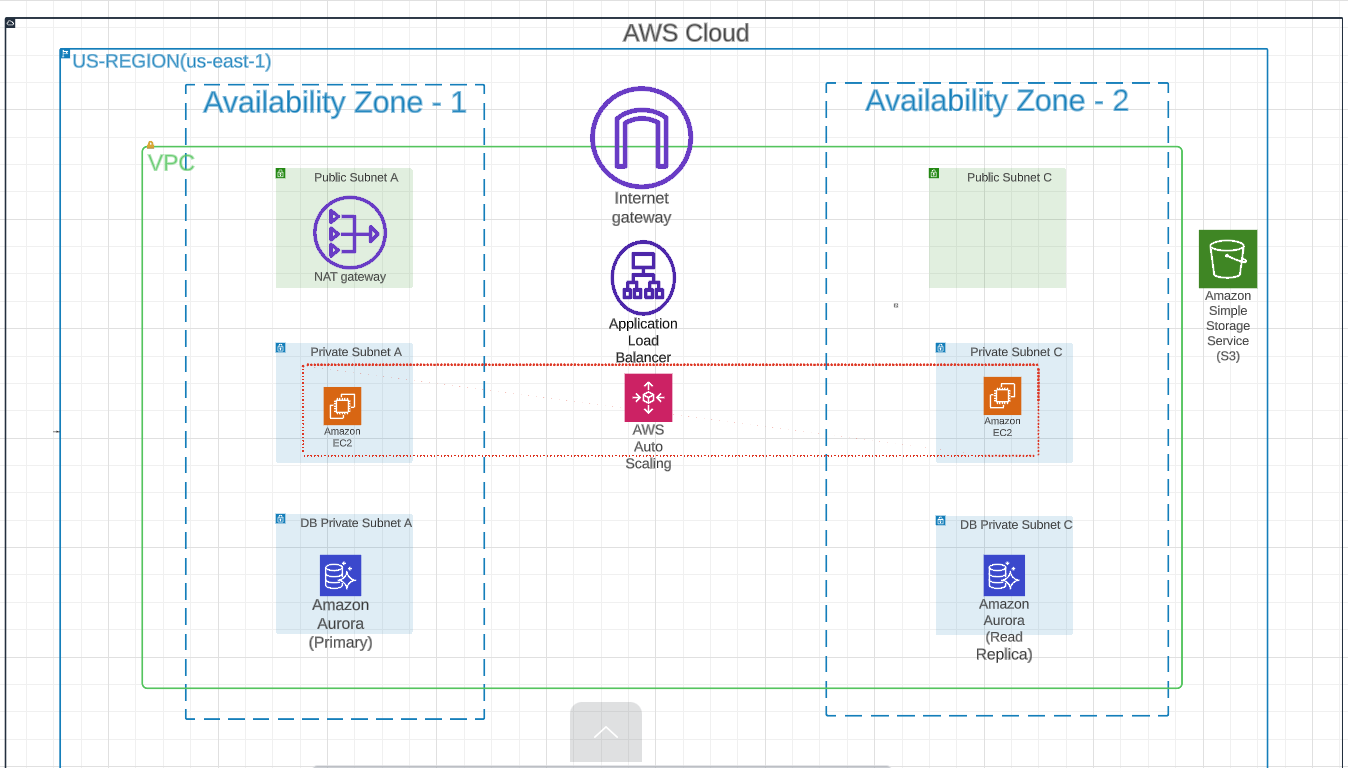 AWS Cloud
US-REGION(us-east-1)
Availability Zone - 1
Availability Zone - 2
VPC
Public Subnet A
NAT gateway
Internet
gateway
Public Subnet C
Application
Load
Balancer
Amazon
Simple
Storage
Service
(S3)
Private Subnet A
Amazon
EC2
AWS
Auto
Scaling
Private Subnet C
Amazon
EC2
DB Private Subnet A
Amazon
Aurora
(Primary)
DB Private Subnet C
Amazon
Aurora
(Read
Replica)